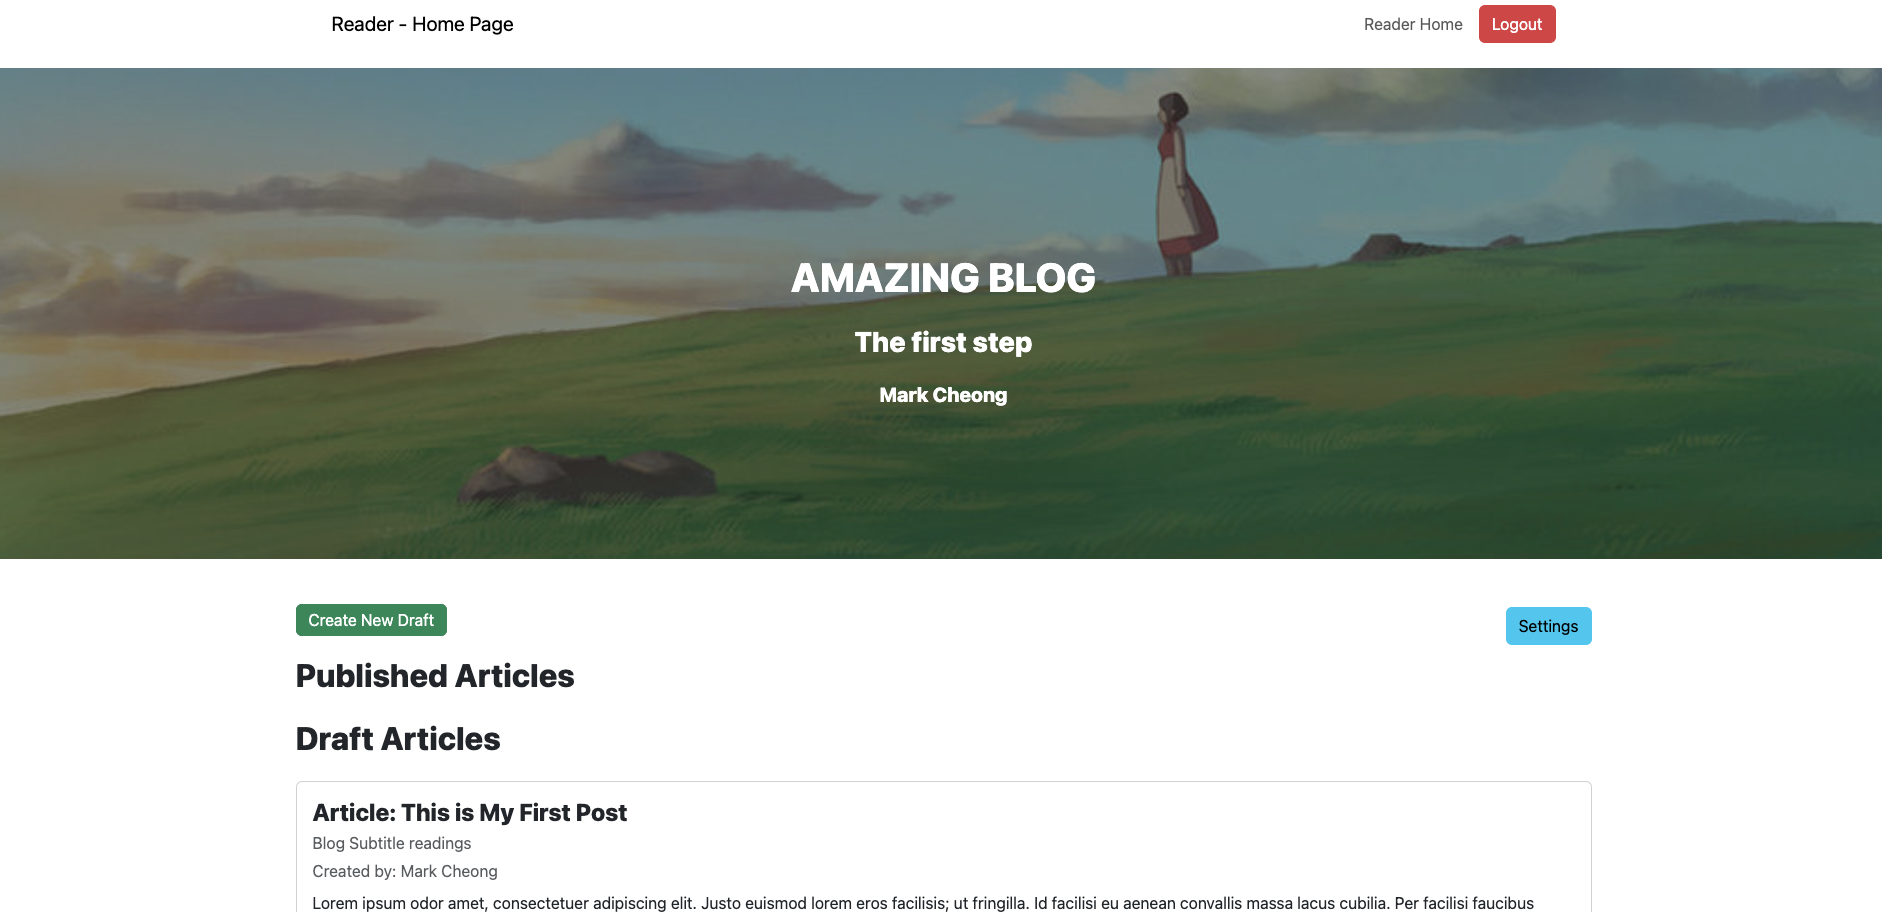 Reader - Home Page
Reader Home
Logout
AMAZING BLOG
The first step
Mark Cheong
Create New Draft
Settings
Published Articles
Draft Articles
Article: This is My First Post
Blog Subtitle readings
Created by: Mark Cheong
Lorem ipsum odor amet, consectetuer adipiscing elit. Justo euismod lorem eros facilisis; ut fringilla. Id facilisi eu aenean convallis massa lacus cubilia. Per facilisi faucibus